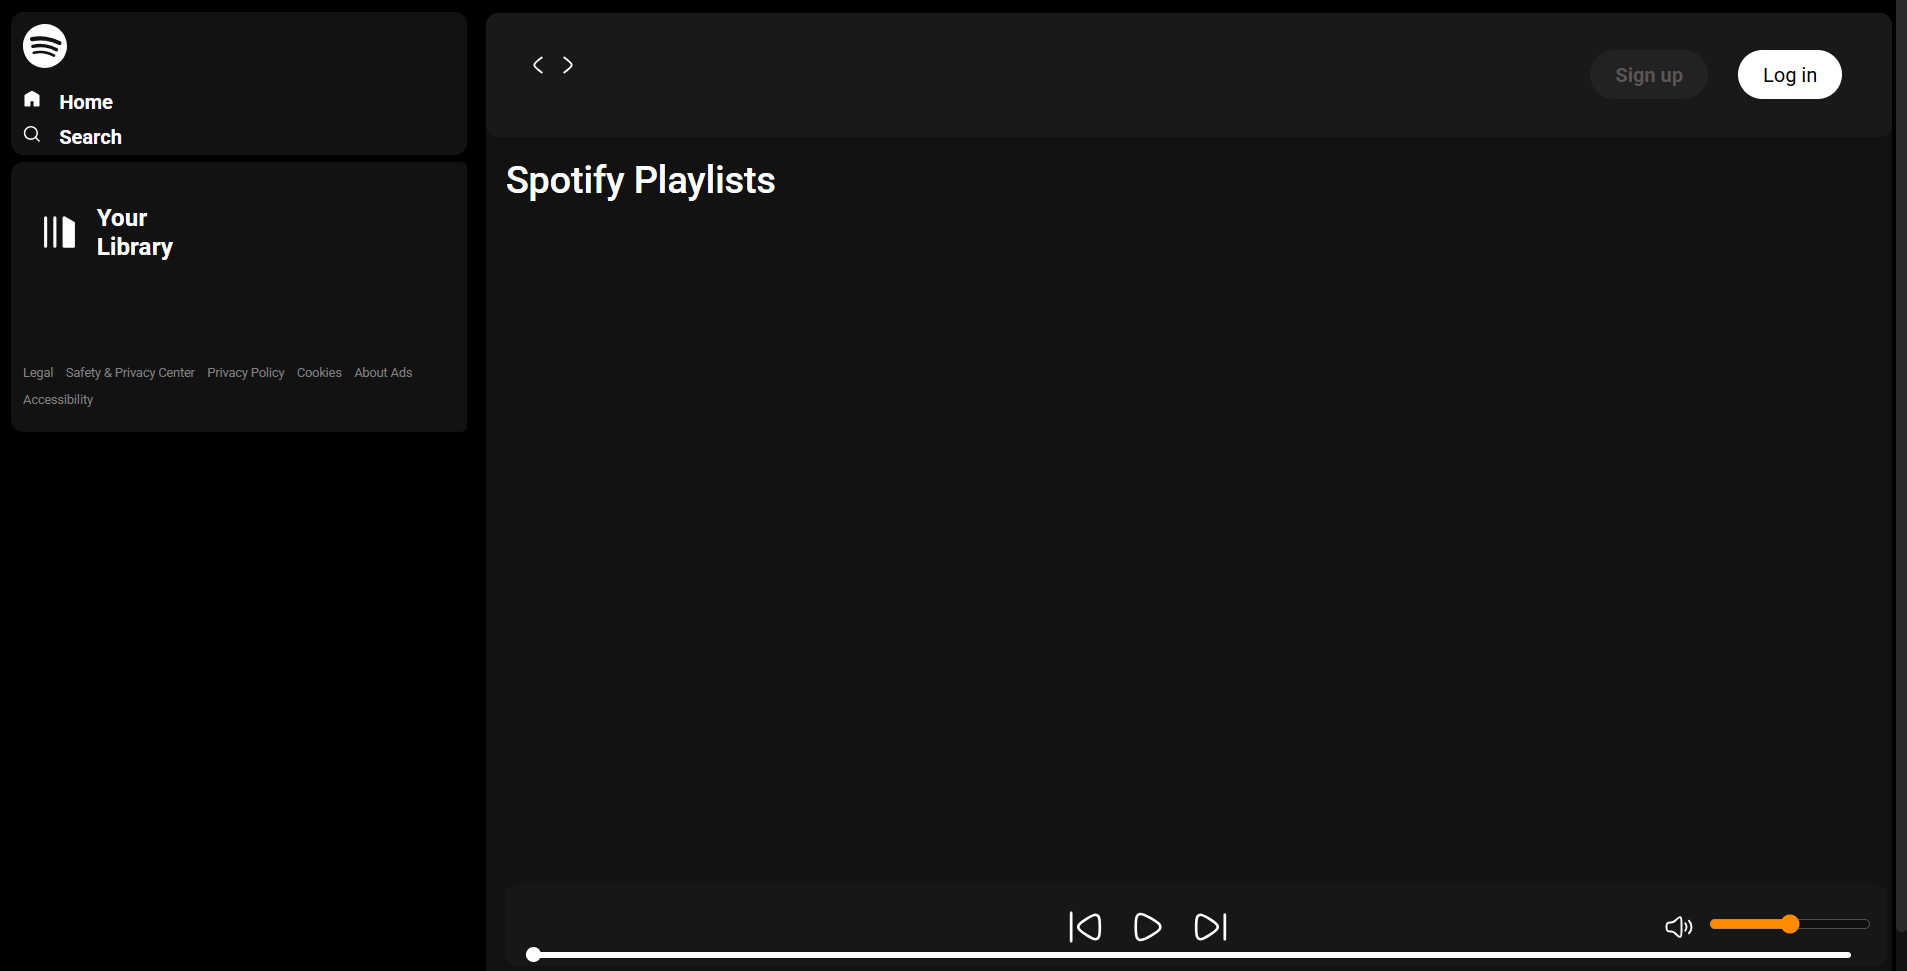 Home
Search
Your
Library
Legal Safety & Privacy Center Privacy Policy Cookies About Ads
Accessibility
Sign up Log in
Spotify Playlists